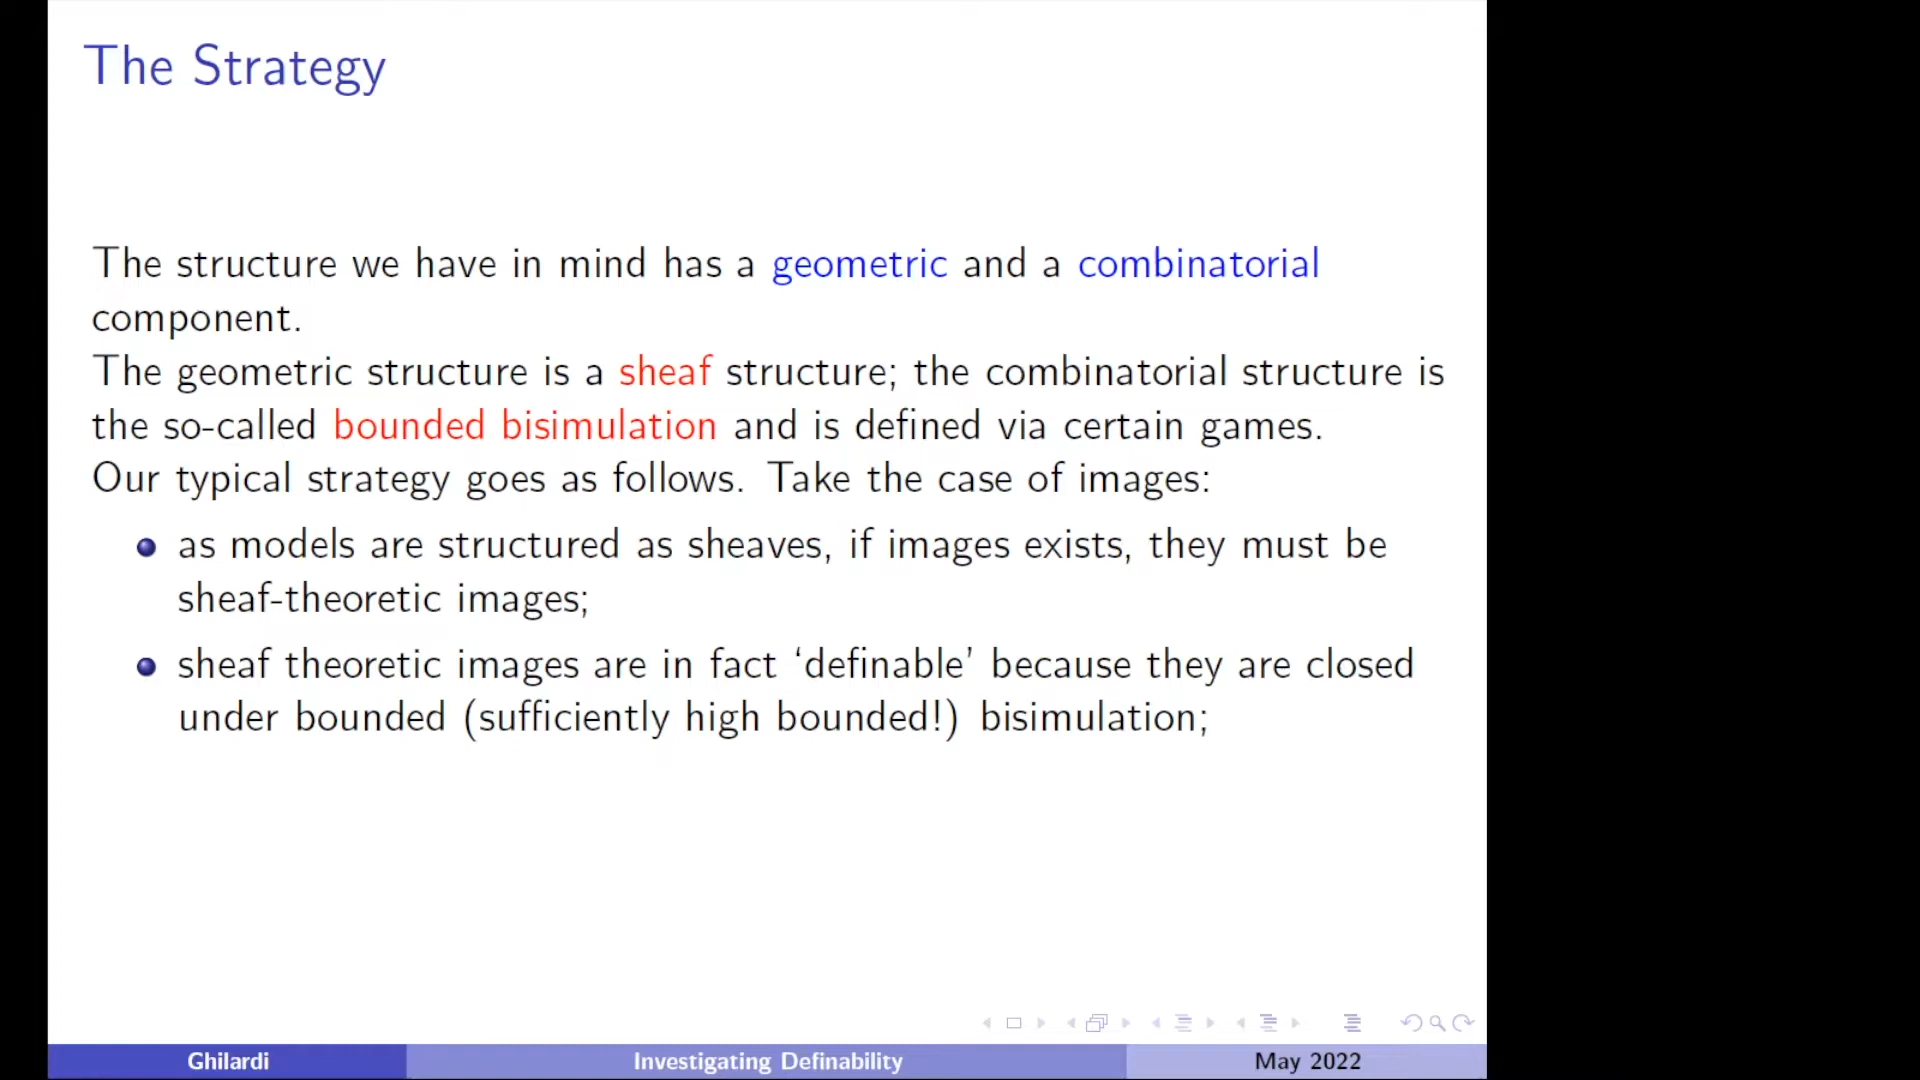 The Strategy
The structure we have in mind has a geometric and a combinatorial
component.
The geometric structure is a sheaf structure; the combinatorial structure is
the so-called bounded bisimulation and is defined via certain games.
Our typical strategy goes as follows. Take the case of images:
as models are structured as sheaves, if images exists, they must be
sheaf-theoretic images;
sheaf theoretic images are in fact ‘definable’ because they are closed
under bounded (sufficiently high bounded!) bisimulation;
Ghilardi
Investigating Definability
May 2022